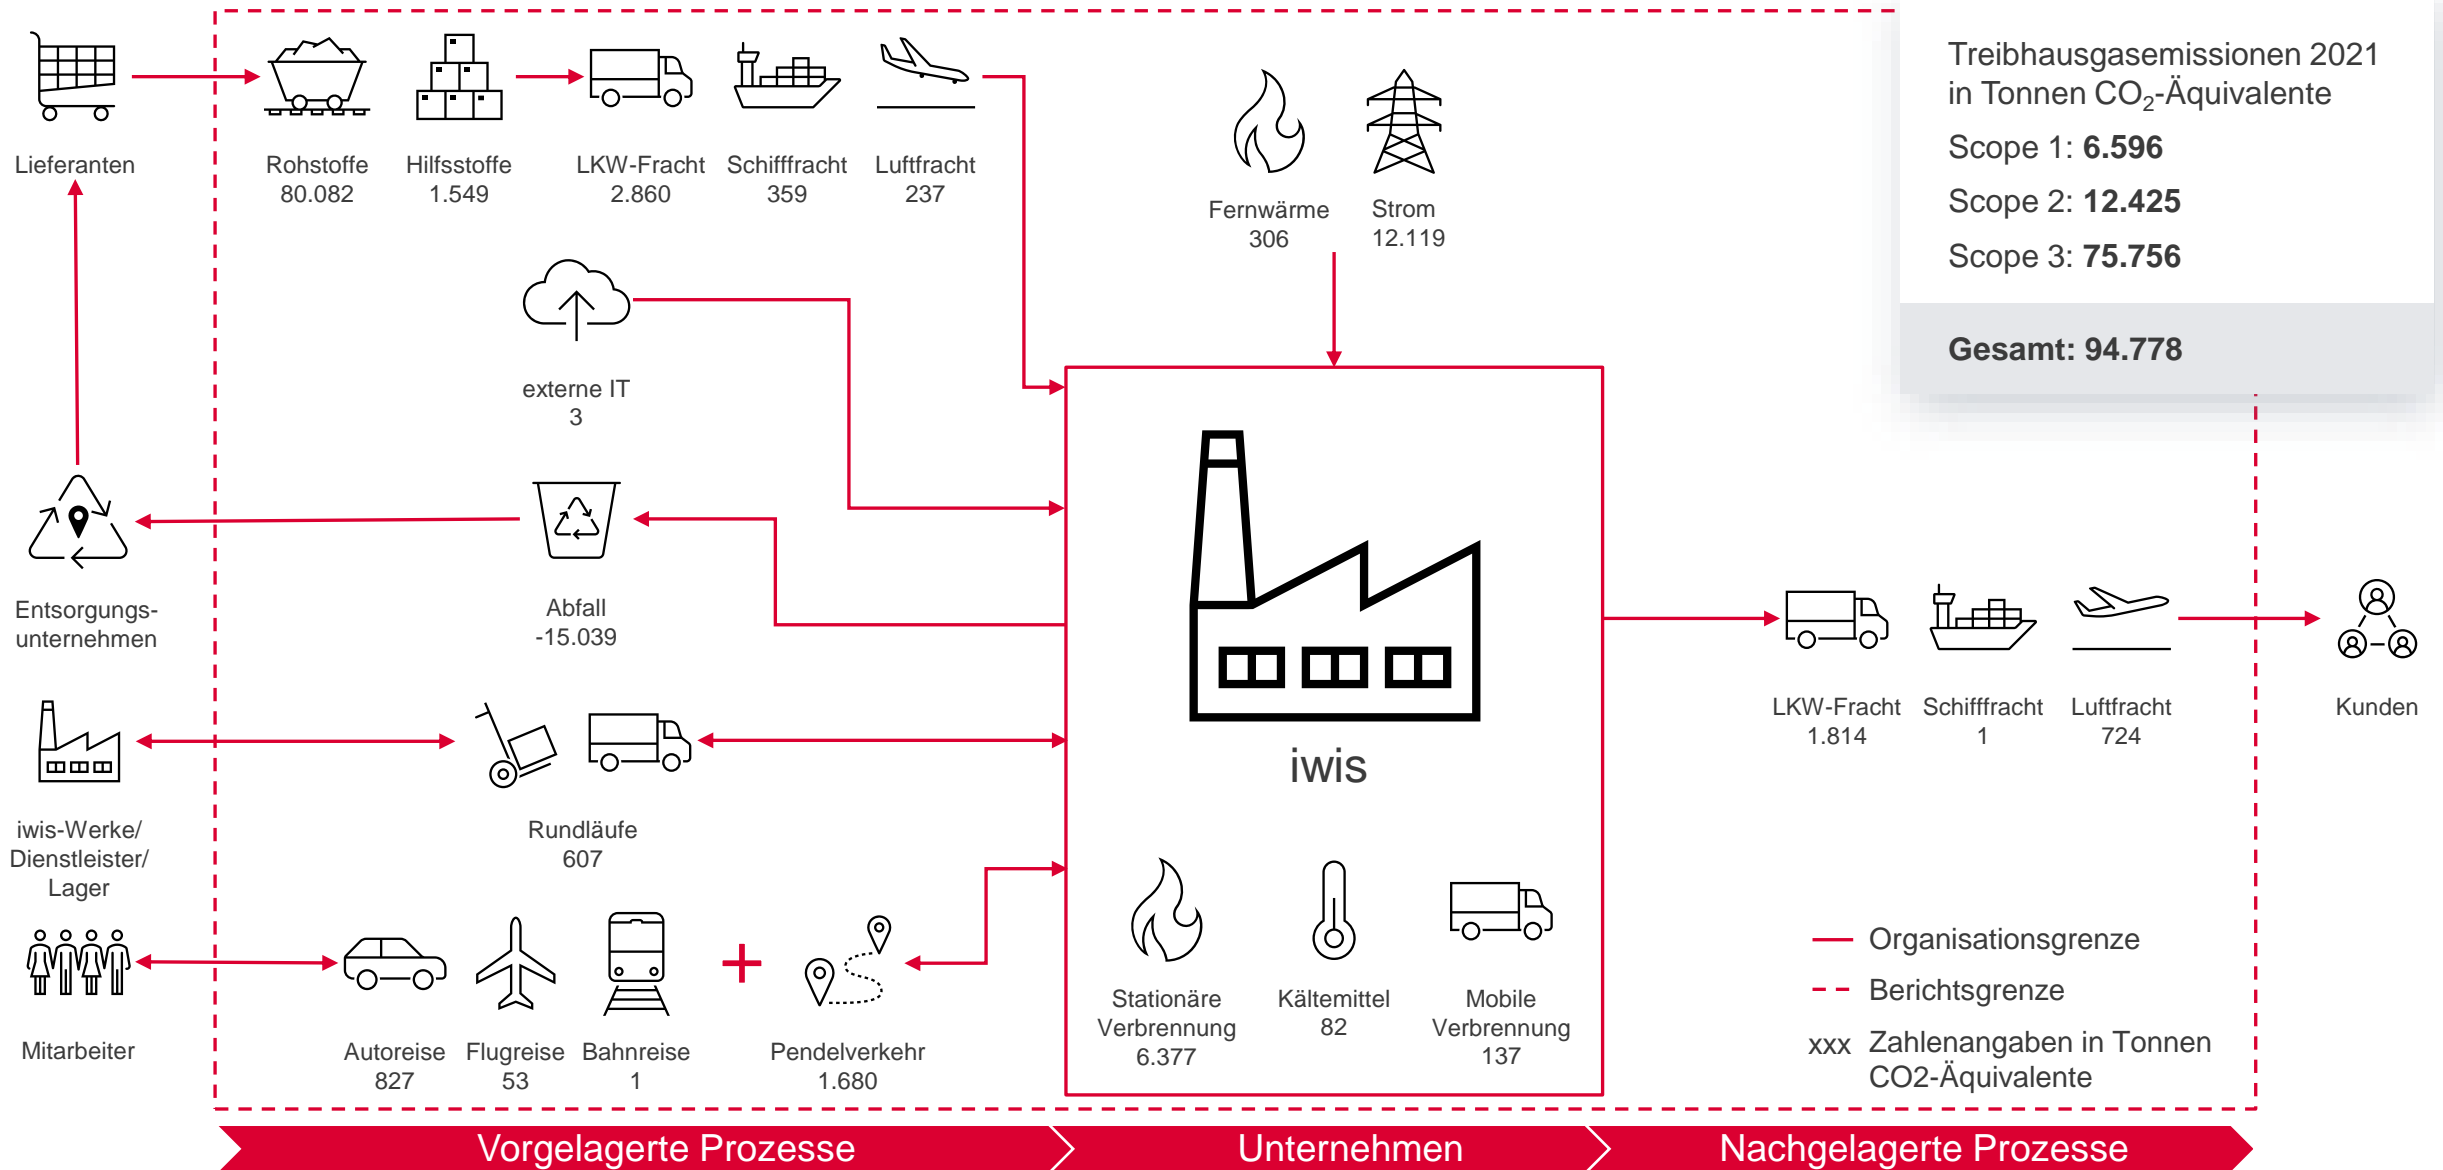 Treibhausgasemissionen 2021
in Tonnen CO₂-Äquivalente
Scope 1: 6.596
Scope 2: 12.425
Scope 3: 75.756
Gesamt: 94.778
Lieferanten
Rohstoffe
80.082
Hilfsstoffe
1.549
LKW-Fracht
2.860
Schifffracht
359
Luftfracht
237
Fernwärme
306
Strom
12.119
externe IT
3
Entsorgungs-
unternehmen
Abfall
-15.039
iwis-Werke/
Dienstleister/
Lager
Rundläufe
607
iwis
LKW-Fracht
1.814
Schifffracht
1
Luftfracht
724
Kunden
Mitarbeiter
Autoreise
827
Flugreise
53
Bahnreise
1
+
Pendelverkehr
1.680
Stationäre
Verbrennung
6.377
Kältemittel
82
Mobile
Verbrennung
137
Organisationsgrenze
Berichtsgrenze
xxx Zahlenangaben in Tonnen
CO2-Äquivalente
Vorgelagerte Prozesse
Unternehmen
Nachgelagerte Prozesse